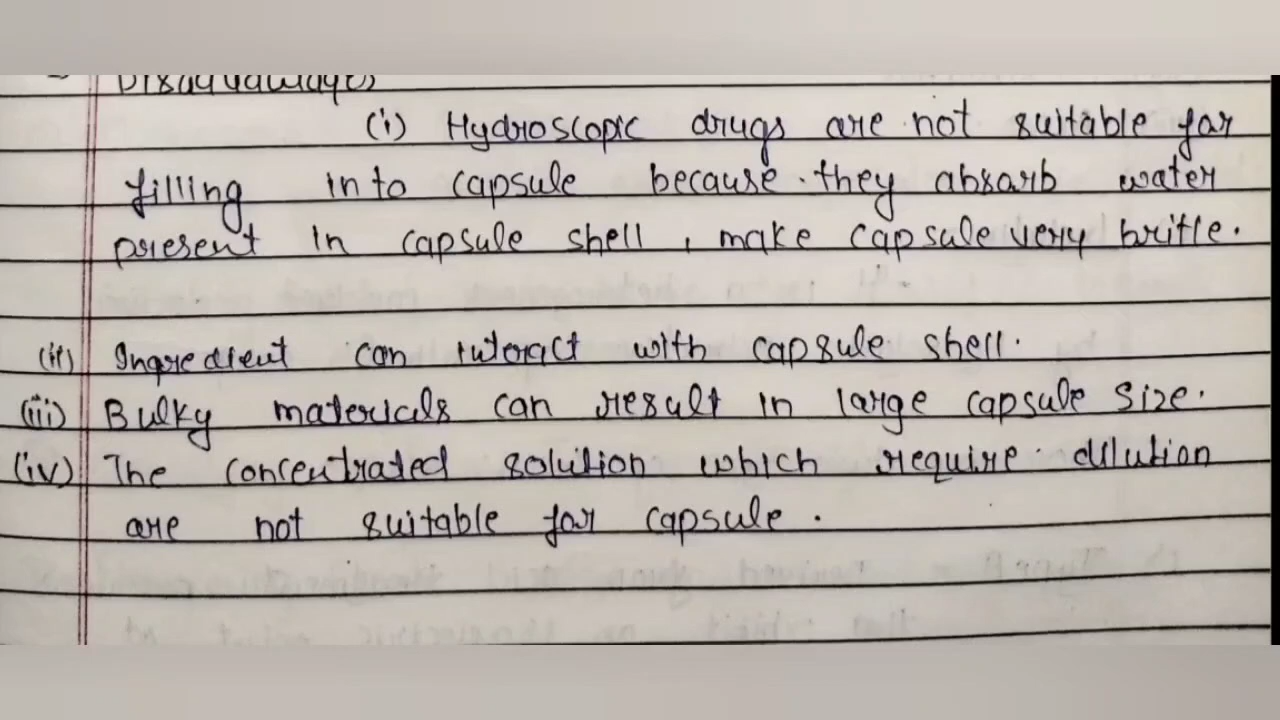 Disadvantages
(i) Hydroscopic drugs are not suitable for
filling into capsule because they absorb water
present in capsule shell, make capsule very brittle.
(ii) Ingredient can interact with capsule shell.
(iii) Bulky materials can result in large capsule size.
(iv) The concentrated solution which require dilution
are not suitable for capsule.